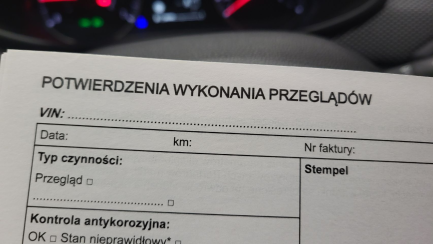 POTWIERDZENIA WYKONANIA PRZEGLĄDÓW
VIN: ................................................................................
Data: km: Nr faktury:
Typ czynności: Stempel
Przegląd □
........................................ □
Kontrola antykorozyjna:
OK □ Stan nieprawidłowy* □